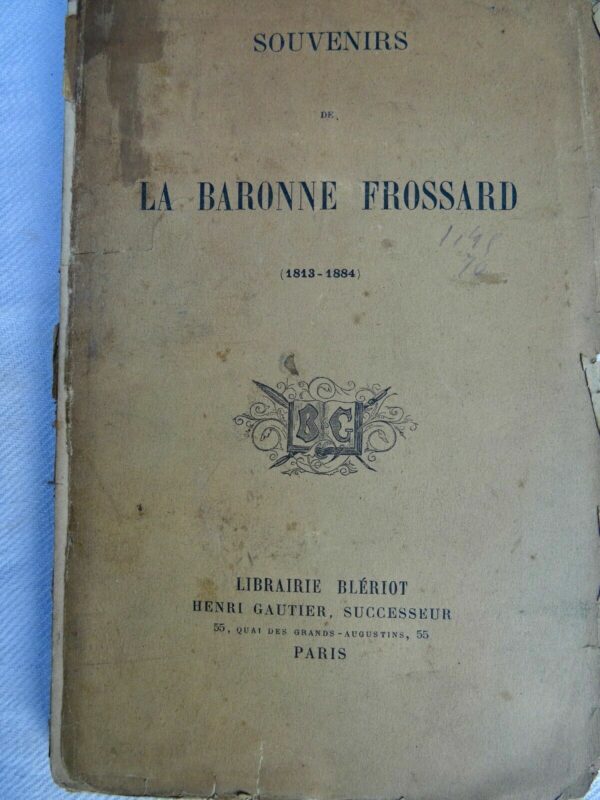 SOUVENIRS
DE
LA BARONNE FROSSARD
(1813-1884)
B G
LIBRAIRIE BLÉRIOT
HENRI GAUTIER, SUCCESSEUR
55, QUAI DES GRANDS-AUGUSTINS, 55
PARIS